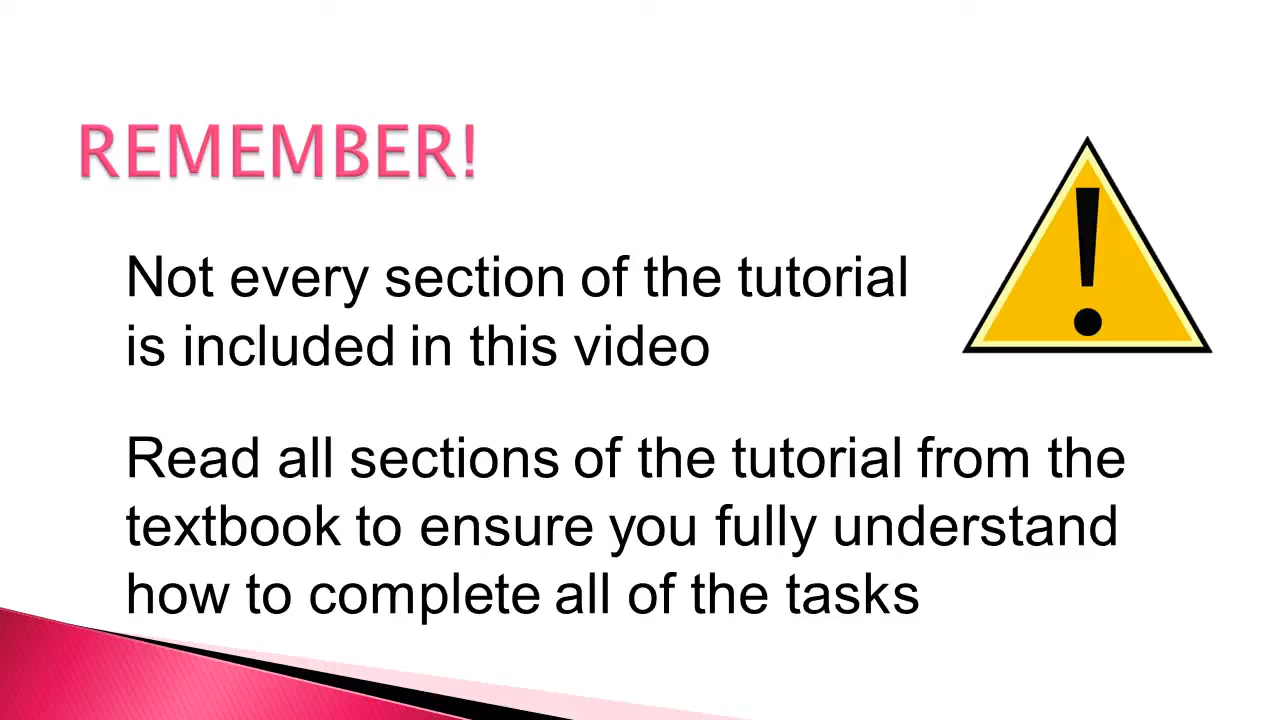 REMEMBER!
Not every section of the tutorial
is included in this video
Read all sections of the tutorial from the
textbook to ensure you fully understand
how to complete all of the tasks